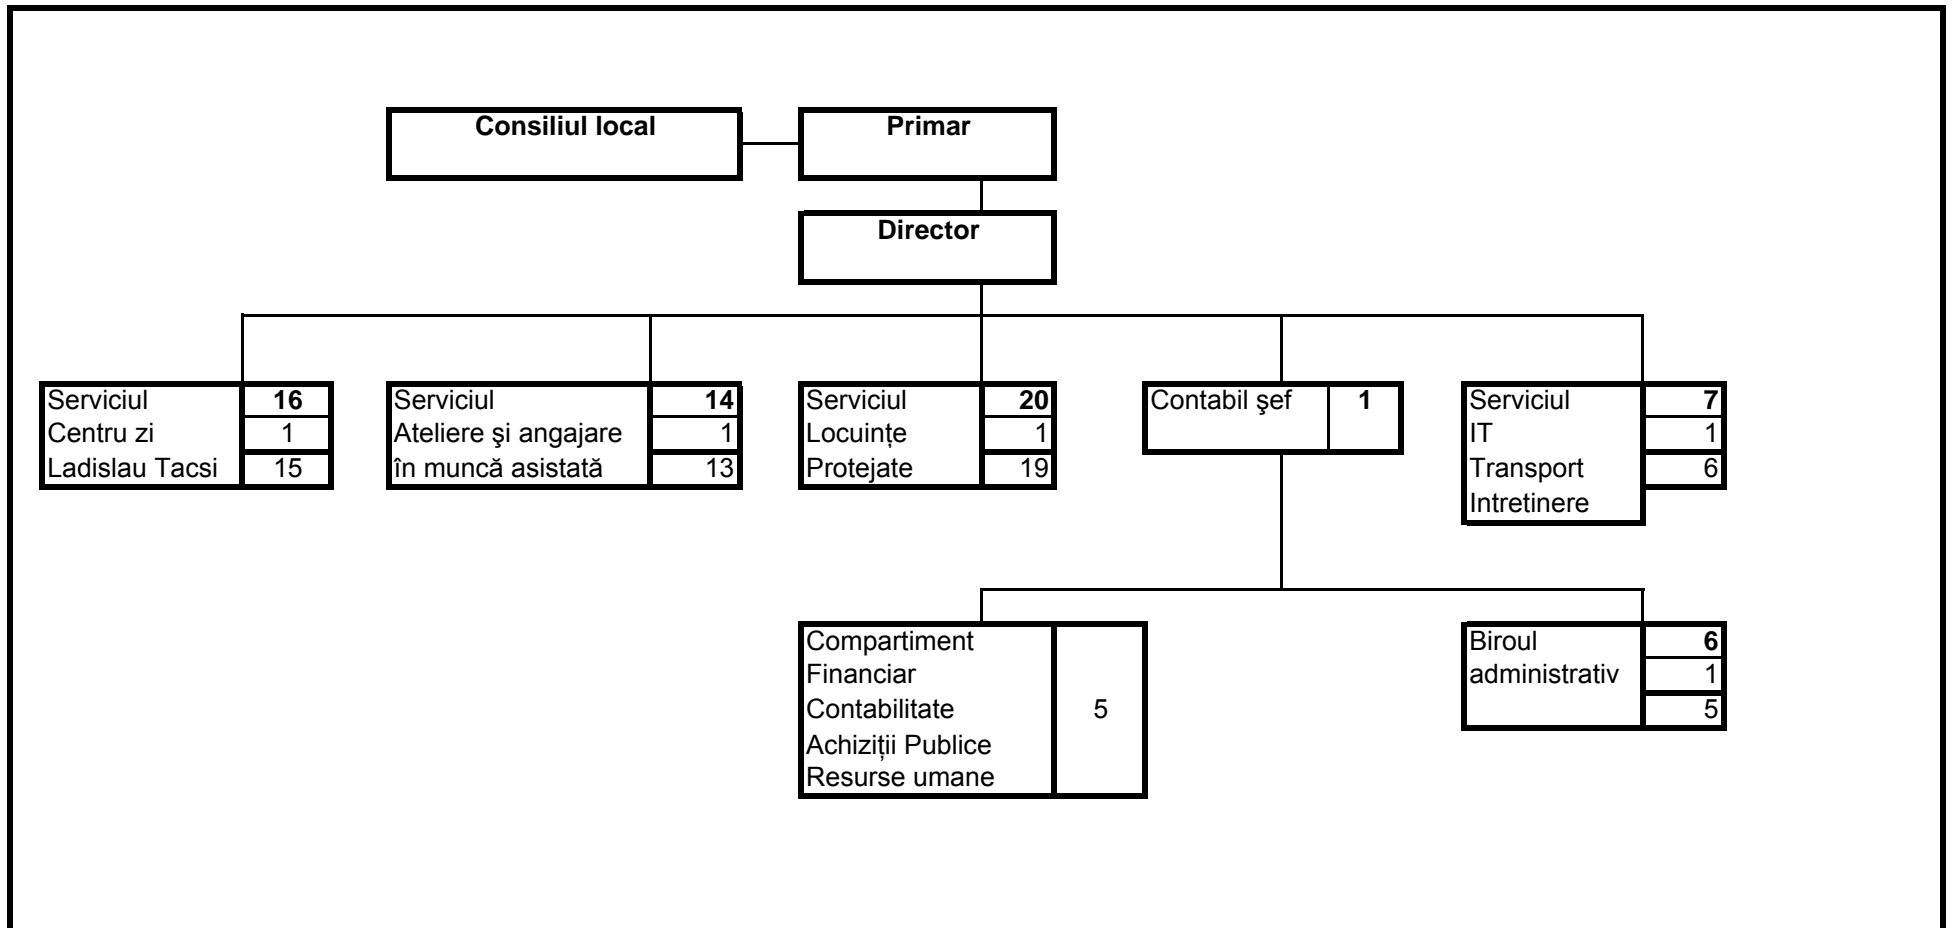 Consiliul local
Primar
Director
Serviciul 16
Centru zi 1
Ladislau Tacsi 15
Serviciul 14
Ateliere şi angajare 1
în muncă asistată 13
Serviciul 20
Locuințe 1
Protejate 19
Contabil şef 1
Serviciul 7
IT 1
Transport 6
Intretinere
Compartiment
Financiar
Contabilitate 5
Achiziții Publice
Resurse umane
Biroul 6
administrativ 1
5